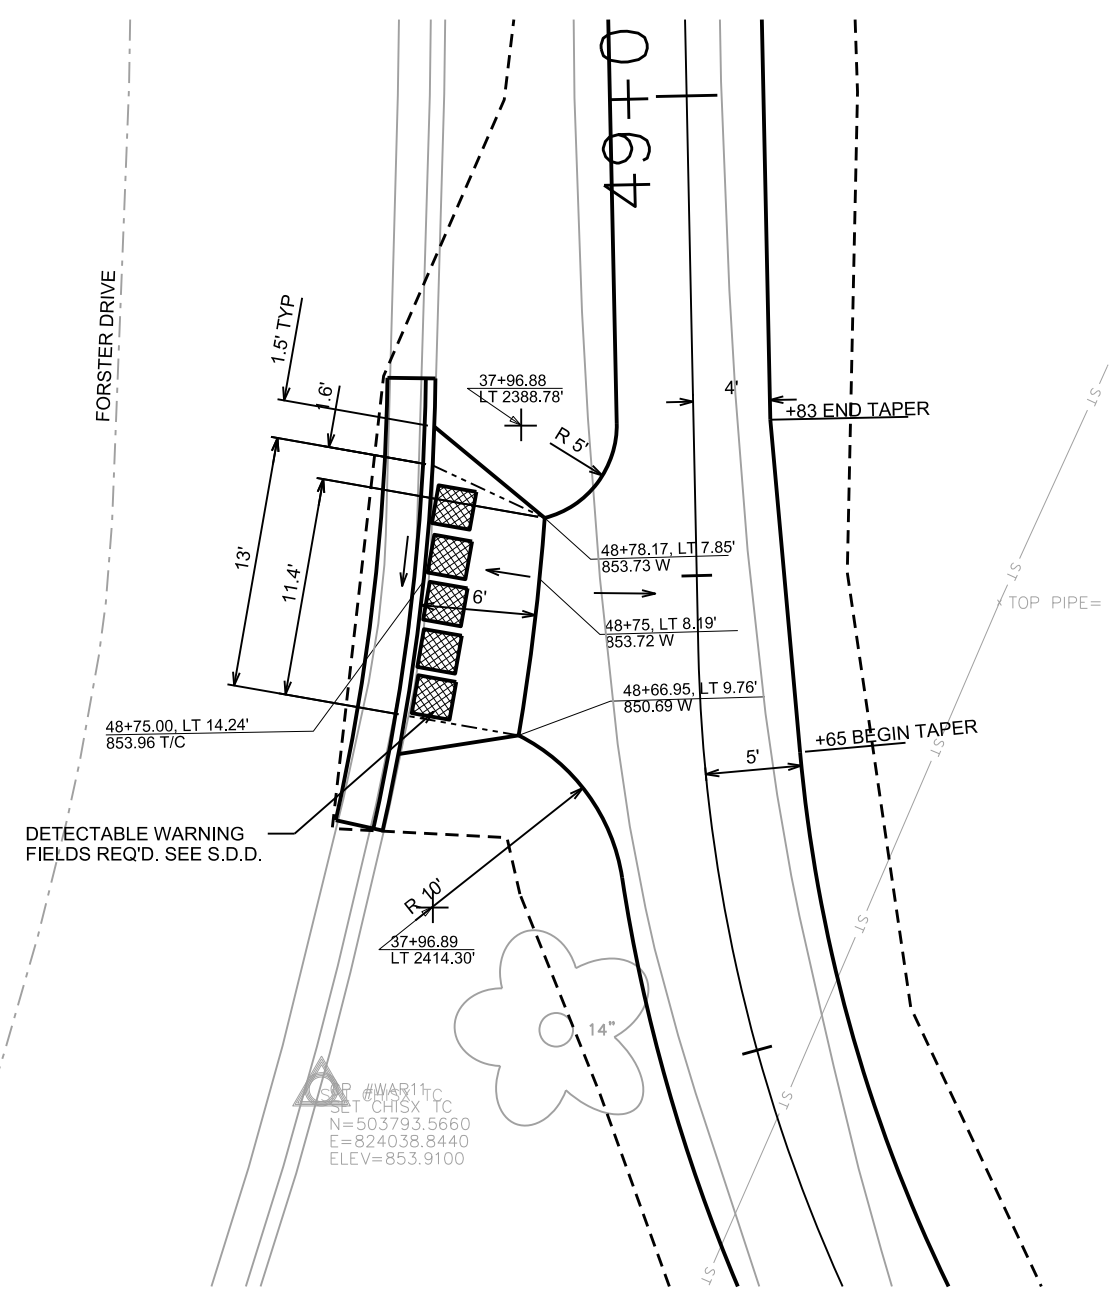 49+0
FORSTER DRIVE
1.5' TYP
1.6'
37+96.88
LT 2388.78'
4'
+83 END TAPER
R 5'
ST
13'
11.4'
48+78.17, LT 7.85'
853.73 W
ST
TOP PIPE=
6'
48+75, LT 8.19'
853.72 W
48+66.95, LT 9.76'
850.69 W
48+75.00, LT 14.24'
853.96 T/C
+65 BEGIN TAPER
ST
5'
DETECTABLE WARNING
FIELDS REQ'D. SEE S.D.D.
R 10'
ST
37+96.89
LT 2414.30'
14"
#WAR11
SET CHISX TC
N=503793.5660
E=824038.8440
ELEV=853.9100
ST
ST